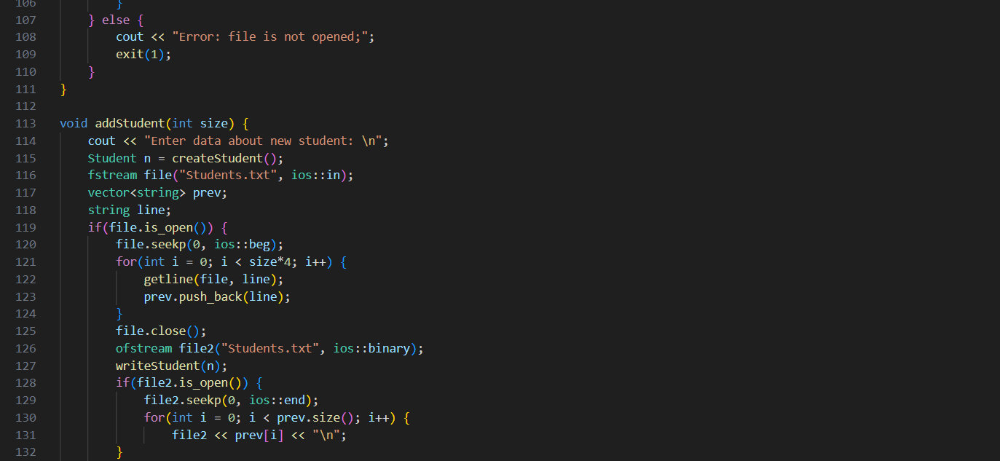 106            }
107        } else {
108            cout << "Error: file is not opened;";
109            exit(1);
110        }
111    }
112
113    void addStudent(int size) {
114        cout << "Enter data about new student: \n";
115        Student n = createStudent();
116        fstream file("Students.txt", ios::in);
117        vector<string> prev;
118        string line;
119        if(file.is_open()) {
120            file.seekp(0, ios::beg);
121            for(int i = 0; i < size*4; i++) {
122                getline(file, line);
123                prev.push_back(line);
124            }
125            file.close();
126            ofstream file2("Students.txt", ios::binary);
127            writeStudent(n);
128            if(file2.is_open()) {
129                file2.seekp(0, ios::end);
130                for(int i = 0; i < prev.size(); i++) {
131                    file2 << prev[i] << "\n";
132            }